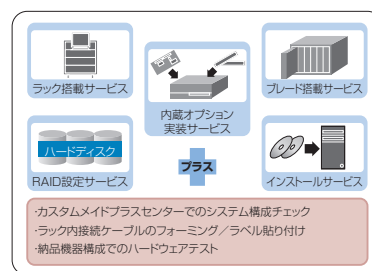 ラック搭載サービス
内蔵オプション
実装サービス
ブレード搭載サービス
ハードディスク
RAID設定サービス
プラス
インストールサービス
・カスタムメイドプラスセンターでのシステム構成チェック
・ラック内接続ケーブルのフォーミング／ラベル貼り付け
・納品機器構成でのハードウェアテスト